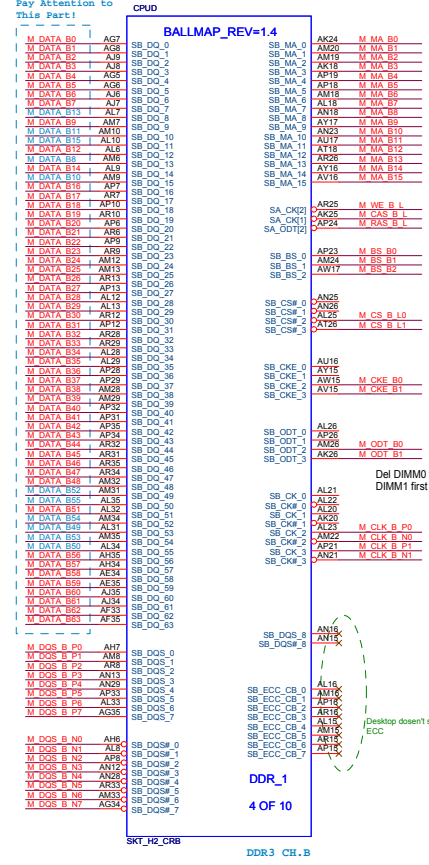 Pay Attention to
This Part!
CPUD
BALLMAP_REV=1.4
M_DATA_B0 AG7 SB_DQ_0
M_DATA_B1 AG8 SB_DQ_1
M_DATA_B2 AJ9 SB_DQ_2
M_DATA_B3 AJ8 SB_DQ_3
M_DATA_B4 AG5 SB_DQ_4
M_DATA_B5 AG6 SB_DQ_5
M_DATA_B6 AJ6 SB_DQ_6
M_DATA_B7 AJ7 SB_DQ_7
M_DATA_B13 AL7 SB_DQ_8
M_DATA_B9 AM7 SB_DQ_9
M_DATA_B11 AM10 SB_DQ_10
M_DATA_B15 AL10 SB_DQ_11
M_DATA_B12 AL6 SB_DQ_12
M_DATA_B8 AM6 SB_DQ_13
M_DATA_B14 AL9 SB_DQ_14
M_DATA_B10 AM9 SB_DQ_15
M_DATA_B16 AP7 SB_DQ_16
M_DATA_B17 AR7 SB_DQ_17
M_DATA_B18 AP10 SB_DQ_18
M_DATA_B19 AR10 SB_DQ_19
M_DATA_B20 AP6 SB_DQ_20
M_DATA_B21 AR6 SB_DQ_21
M_DATA_B22 AP9 SB_DQ_22
M_DATA_B23 AR9 SB_DQ_23
M_DATA_B24 AM12 SB_DQ_24
M_DATA_B25 AM13 SB_DQ_25
M_DATA_B26 AR13 SB_DQ_26
M_DATA_B27 AP13 SB_DQ_27
M_DATA_B28 AL12 SB_DQ_28
M_DATA_B29 AL13 SB_DQ_29
M_DATA_B30 AR12 SB_DQ_30
M_DATA_B31 AP12 SB_DQ_31
M_DATA_B32 AR28 SB_DQ_32
M_DATA_B33 AR29 SB_DQ_33
M_DATA_B34 AL28 SB_DQ_34
M_DATA_B35 AL29 SB_DQ_35
M_DATA_B36 AP28 SB_DQ_36
M_DATA_B37 AP29 SB_DQ_37
M_DATA_B38 AM28 SB_DQ_38
M_DATA_B39 AM29 SB_DQ_39
M_DATA_B40 AP32 SB_DQ_40
M_DATA_B41 AP31 SB_DQ_41
M_DATA_B42 AP35 SB_DQ_42
M_DATA_B43 AP34 SB_DQ_43
M_DATA_B44 AR32 SB_DQ_44
M_DATA_B45 AR31 SB_DQ_45
M_DATA_B46 AR35 SB_DQ_46
M_DATA_B47 AR34 SB_DQ_47
M_DATA_B48 AM32 SB_DQ_48
M_DATA_B52 AM31 SB_DQ_49
M_DATA_B55 AL35 SB_DQ_50
M_DATA_B51 AL32 SB_DQ_51
M_DATA_B54 AM34 SB_DQ_52
M_DATA_B49 AL31 SB_DQ_53
M_DATA_B53 AM35 SB_DQ_54
M_DATA_B50 AL34 SB_DQ_55
M_DATA_B56 AH35 SB_DQ_56
M_DATA_B57 AH34 SB_DQ_57
M_DATA_B58 AE34 SB_DQ_58
M_DATA_B59 AE35 SB_DQ_59
M_DATA_B60 AJ35 SB_DQ_60
M_DATA_B61 AJ34 SB_DQ_61
M_DATA_B62 AF33 SB_DQ_62
M_DATA_B63 AF35 SB_DQ_63
M_DQS_B_P0 AH7 SB_DQS_0
M_DQS_B_P1 AM8 SB_DQS_1
M_DQS_B_P2 AR8 SB_DQS_2
M_DQS_B_P3 AN13 SB_DQS_3
M_DQS_B_P4 AN29 SB_DQS_4
M_DQS_B_P5 AP33 SB_DQS_5
M_DQS_B_P6 AL33 SB_DQS_6
M_DQS_B_P7 AG35 SB_DQS_7
M_DQS_B_N0 AH6 SB_DQS#_0
M_DQS_B_N1 AL8 SB_DQS#_1
M_DQS_B_N2 AP8 SB_DQS#_2
M_DQS_B_N3 AN12 SB_DQS#_3
M_DQS_B_N4 AN28 SB_DQS#_4
M_DQS_B_N5 AR33 SB_DQS#_5
M_DQS_B_N6 AM33 SB_DQS#_6
M_DQS_B_N7 AG34 SB_DQS#_7
SB_MA_0 AK24 M_MA_B0
SB_MA_1 AM20 M_MA_B1
SB_MA_2 AM19 M_MA_B2
SB_MA_3 AK18 M_MA_B3
SB_MA_4 AP19 M_MA_B4
SB_MA_5 AP18 M_MA_B5
SB_MA_6 AM18 M_MA_B6
SB_MA_7 AL18 M_MA_B7
SB_MA_8 AN18 M_MA_B8
SB_MA_9 AY17 M_MA_B9
SB_MA_10 AN23 M_MA_B10
SB_MA_11 AU17 M_MA_B11
SB_MA_12 AT18 M_MA_B12
SB_MA_13 AR26 M_MA_B13
SB_MA_14 AY16 M_MA_B14
SB_MA_15 AV16 M_MA_B15
SA_CK[2] AR25 M_WE_B_L
SA_CK[1] AK25 M_CAS_B_L
SA_ODT[2] AP24 M_RAS_B_L
SB_BS_0 AP23 M_BS_B0
SB_BS_1 AM24 M_BS_B1
SB_BS_2 AW17 M_BS_B2
SB_CS#_0 AN25
SB_CS#_1 AN26
SB_CS#_2 AL25 M_CS_B_L0
SB_CS#_3 AT26 M_CS_B_L1
SB_CKE_0 AU16
SB_CKE_1 AY15
SB_CKE_2 AW15 M_CKE_B0
SB_CKE_3 AV15 M_CKE_B1
SB_ODT_0 AL26
SB_ODT_1 AP26
SB_ODT_2 AM26 M_ODT_B0
SB_ODT_3 AK26 M_ODT_B1
Del DIMM0
DIMM1 first
SB_CK_0 AL21
SB_CK#_0 AL22
SB_CK_1 AL20
SB_CK#_1 AK20
SB_CK_2 AL23 M_CLK_B_P0
SB_CK#_2 AM22 M_CLK_B_N0
SB_CK_3 AP21 M_CLK_B_P1
SB_CK#_3 AN21 M_CLK_B_N1
SB_DQS_8 AN16
SB_DQS#_8 AN15
SB_ECC_CB_0 AL16
SB_ECC_CB_1 AM16
SB_ECC_CB_2 AP16
SB_ECC_CB_3 AR16
SB_ECC_CB_4 AL15
SB_ECC_CB_5 AM15
SB_ECC_CB_6 AR15
SB_ECC_CB_7 AP15
Desktop dosen't s
ECC
DDR_1
4 OF 10
SKT_H2_CRB
DDR3 CH.B